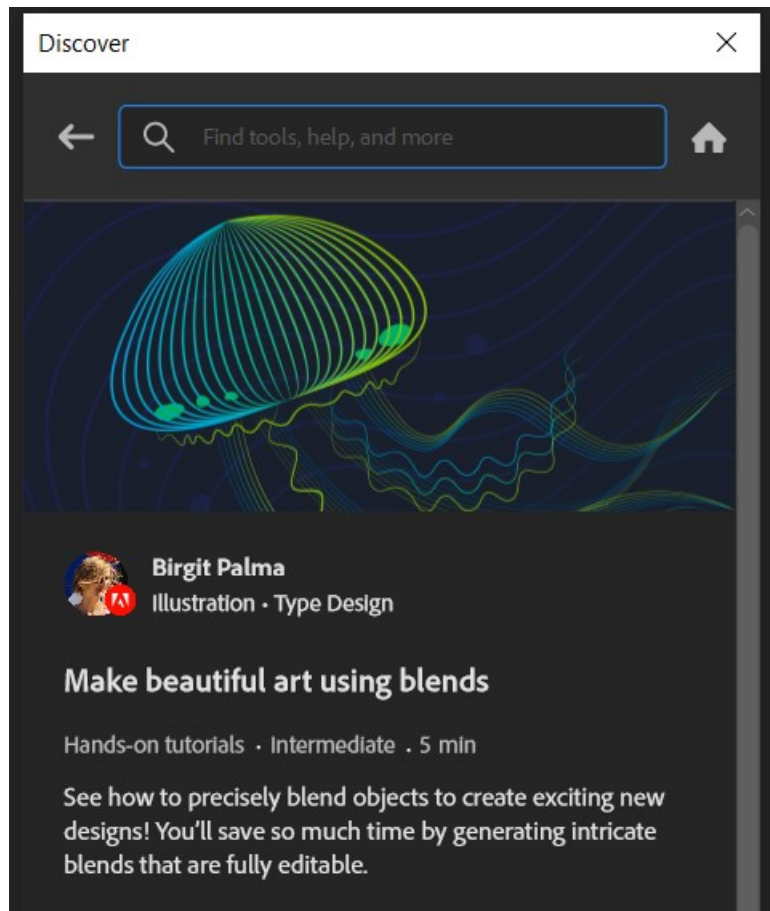 Discover
Find tools, help, and more
Birgit Palma
Illustration • Type Design
Make beautiful art using blends
Hands-on tutorials • Intermediate . 5 min
See how to precisely blend objects to create exciting new
designs! You’ll save so much time by generating intricate
blends that are fully editable.